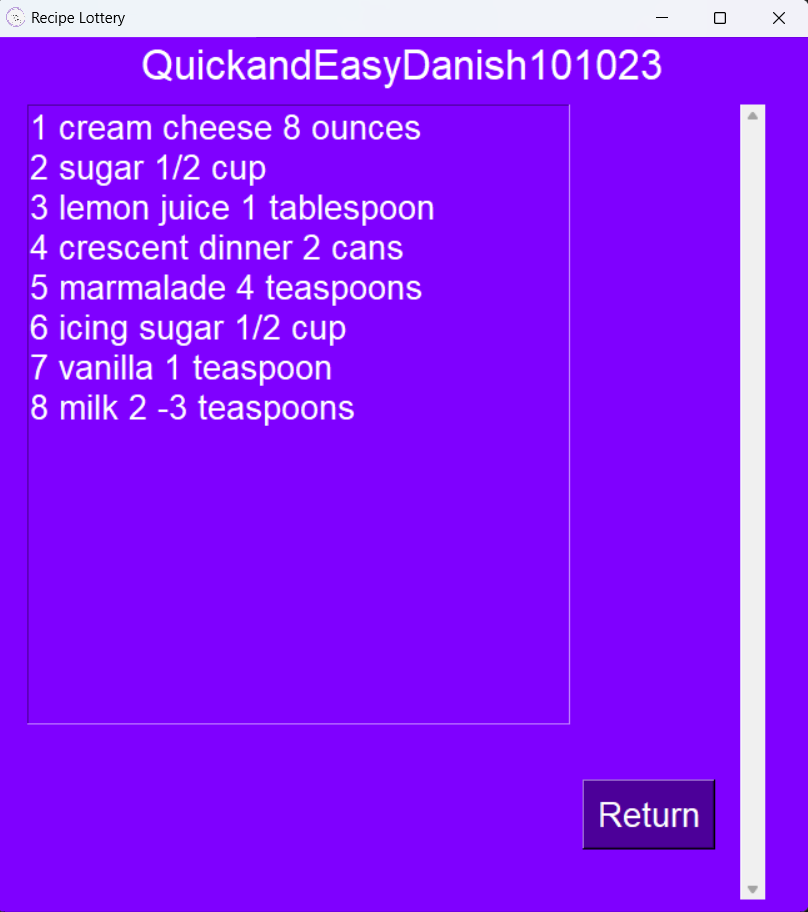 Recipe Lottery
QuickandEasyDanish101023
1 cream cheese 8 ounces
2 sugar 1/2 cup
3 lemon juice 1 tablespoon
4 crescent dinner 2 cans
5 marmalade 4 teaspoons
6 icing sugar 1/2 cup
7 vanilla 1 teaspoon
8 milk 2 -3 teaspoons
Return